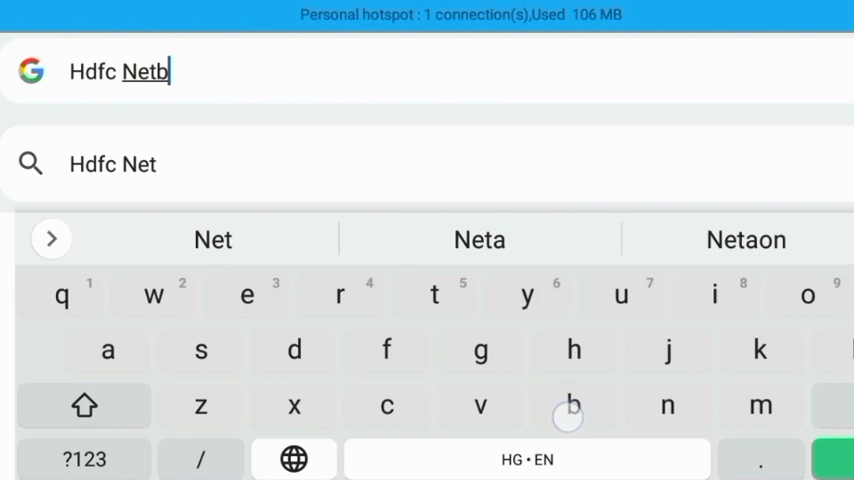 Personal hotspot : 1 connection(s),Used 106 MB
Hdfc Netb
Hdfc Net
Net Neta Netaon
q 1 w 2 e 3 r 4 t 5 y 6 u 7 i 8 o 9
a s d f g h j k
z x c v b n m
?123 / HG • EN .